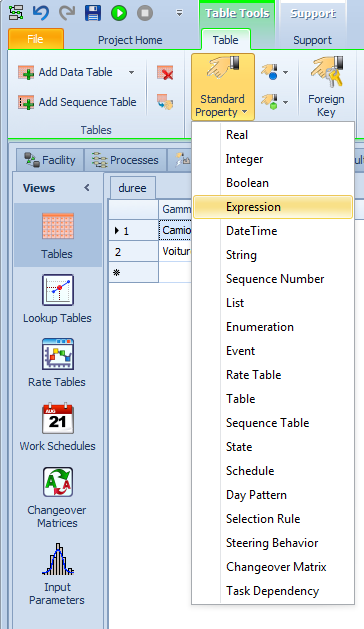 Table Tools
Support
File
Project Home
Table
Support
Add Data Table
Add Sequence Table
Standard
Property
Foreign
Key
Tables
Facility
Processes
Views
duree
Gamm
1
Camio
2
Voitur
Tables
Lookup Tables
Rate Tables
AUG
21
Work Schedules
Changeover
Matrices
Input
Parameters
Real
Integer
Boolean
Expression
DateTime
String
Sequence Number
List
Enumeration
Event
Rate Table
Table
Sequence Table
State
Schedule
Day Pattern
Selection Rule
Steering Behavior
Changeover Matrix
Task Dependency